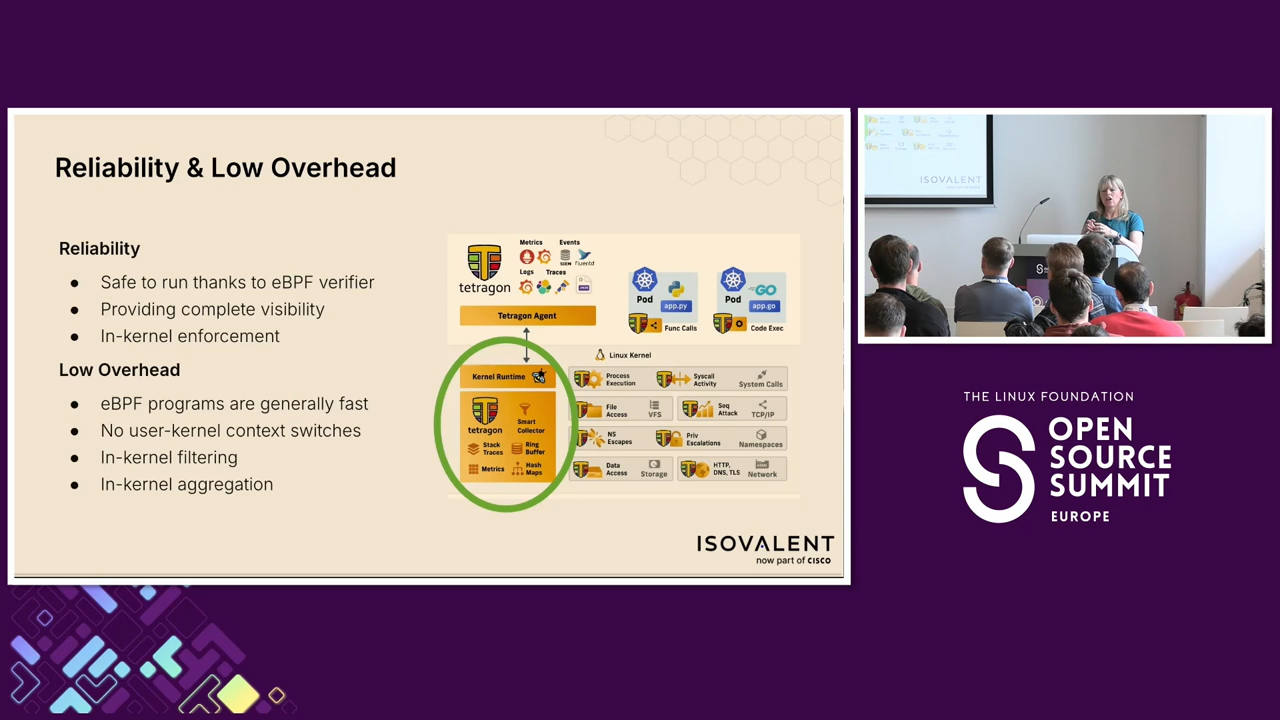 Reliability & Low Overhead
Reliability
● Safe to run thanks to eBPF verifier
● Providing complete visibility
● In-kernel enforcement
Low Overhead
● eBPF programs are generally fast
● No user-kernel context switches
● In-kernel filtering
● In-kernel aggregation
tetragon
Metrics
Events
SIEM
fluentd
Logs
Traces
Tetragon Agent
Pod
app.py
Func Calls
Pod
GO
app.go
Code Exec
Linux Kernel
Kernel Runtime
tetragon
Smart
Collector
Stack
Traces
Ring
Buffer
Metrics
Hash
Maps
Process
Execution
Syscall
Activity
System Calls
File
Access
VFS
Seq
Attack
TCP/IP
NS
Escapes
Priv
Escalations
Namespaces
Data
Access
Storage
HTTP,
DNS, TLS
Network
ISOVALENT
now part of CISCO
ISOVALENT
THE LINUX FOUNDATION
OPEN
SOURCE
SUMMIT
EUROPE